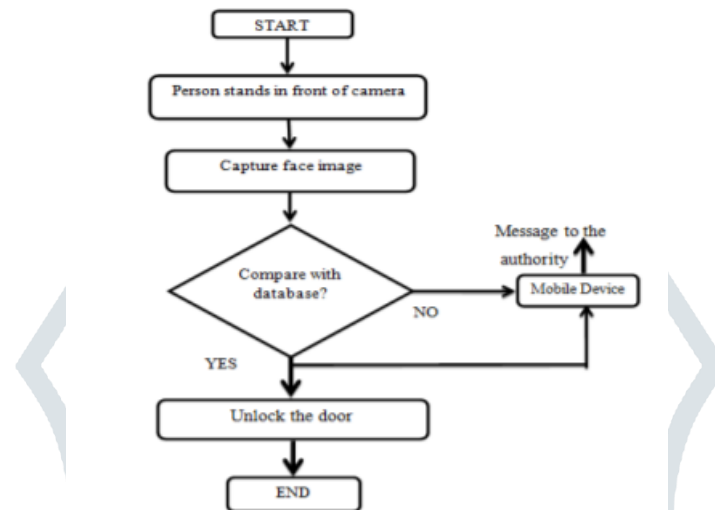 START
Person stands in front of camera
Capture face image
Compare with
database?
Message to the
authority
Mobile Device
NO
YES
Unlock the door
END